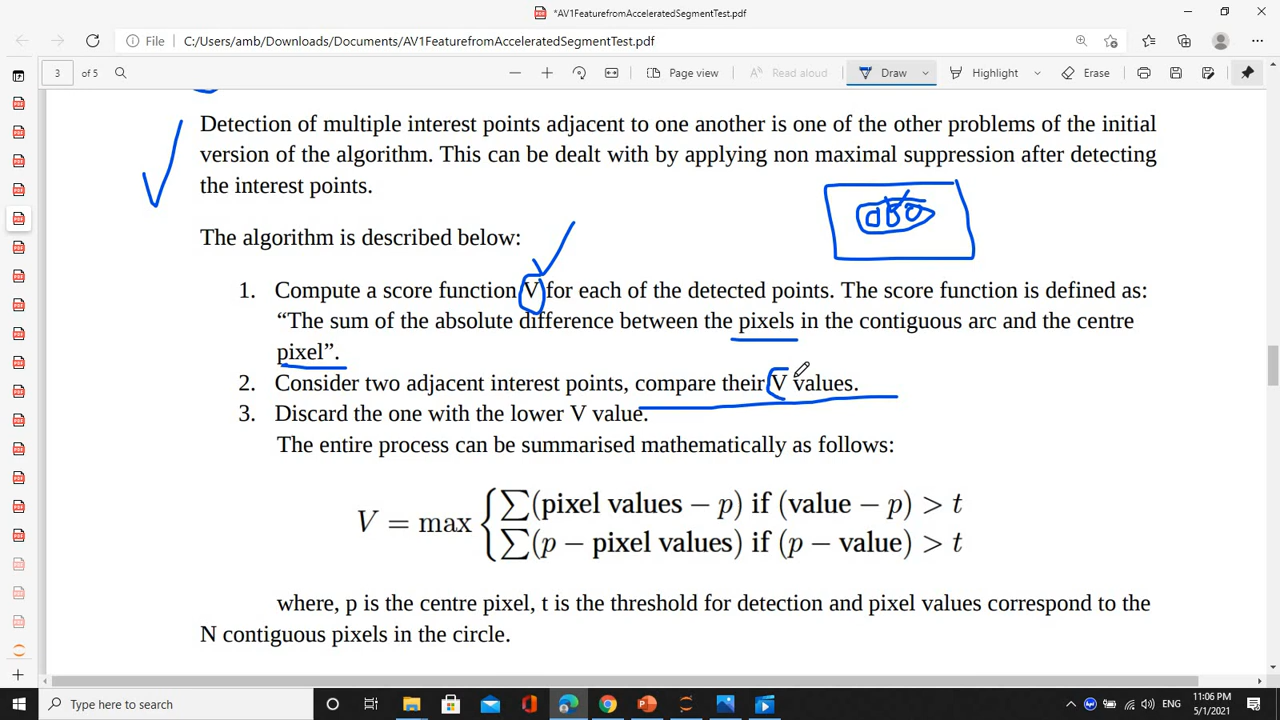 *AV1FeaturefromAcceleratedSegmentTest.pdf
File C:/Users/amb/Downloads/Documents/AV1FeaturefromAcceleratedSegmentTest.pdf
3 of 5 Page view Read aloud Draw Highlight Erase
Detection of multiple interest points adjacent to one another is one of the other problems of the initial
version of the algorithm. This can be dealt with by applying non maximal suppression after detecting
the interest points.
The algorithm is described below:
1. Compute a score function V for each of the detected points. The score function is defined as:
“The sum of the absolute difference between the pixels in the contiguous arc and the centre
pixel”.
2. Consider two adjacent interest points, compare their V values.
3. Discard the one with the lower V value.
The entire process can be summarised mathematically as follows:
V = max { ∑(pixel values − p) if (value − p) > t
∑(p − pixel values) if (p − value) > t
where, p is the centre pixel, t is the threshold for detection and pixel values correspond to the
N contiguous pixels in the circle.
Type here to search
ENG
11:06 PM
5/1/2021